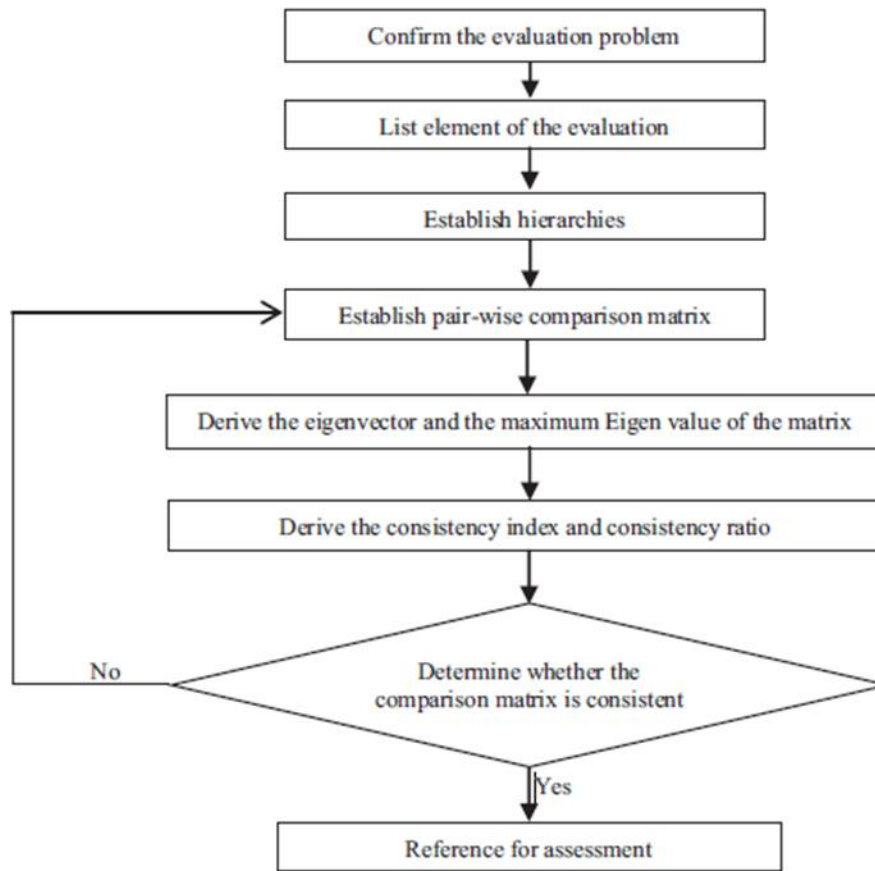 Confirm the evaluation problem
List element of the evaluation
Establish hierarchies
Establish pair-wise comparison matrix
Derive the eigenvector and the maximum Eigen value of the matrix
Derive the consistency index and consistency ratio
No
Determine whether the
comparison matrix is consistent
Yes
Reference for assessment